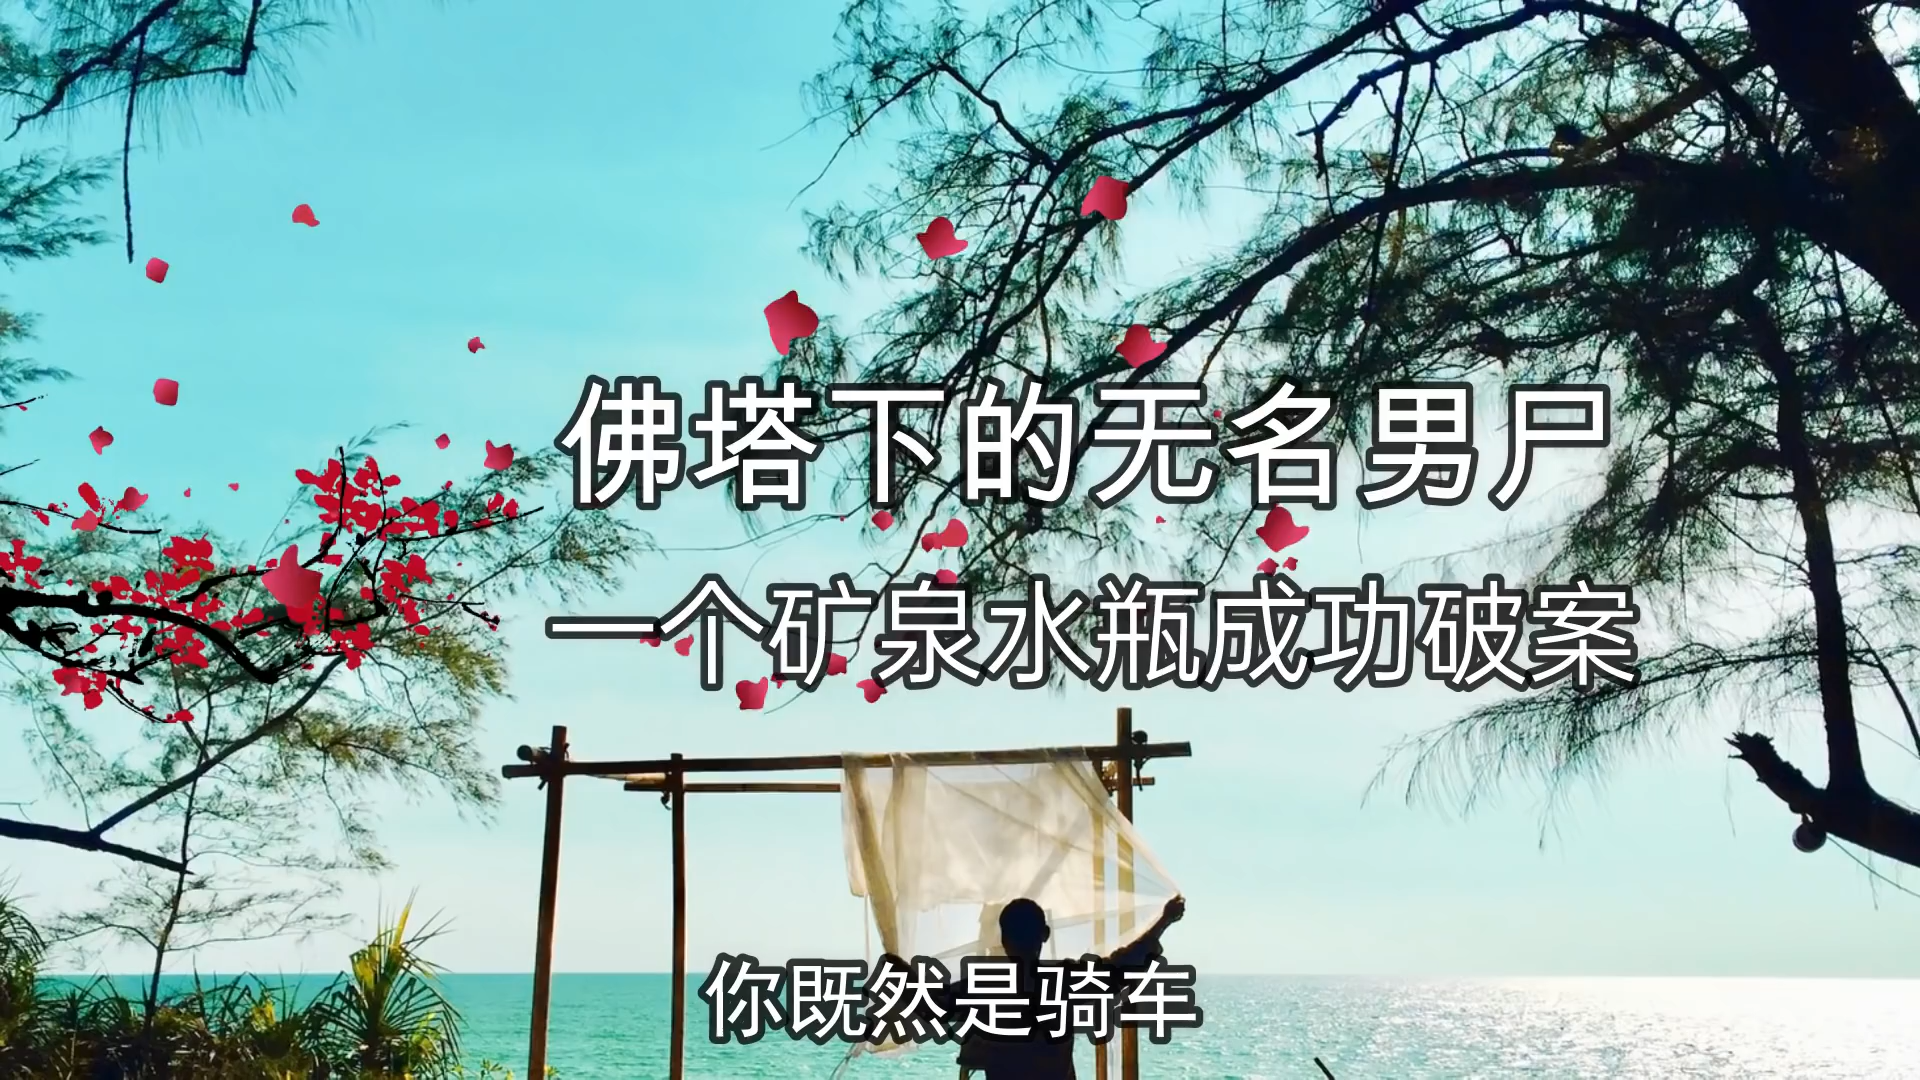 佛塔下的无名男尸
一个矿泉水瓶成功破案
你既然是骑车